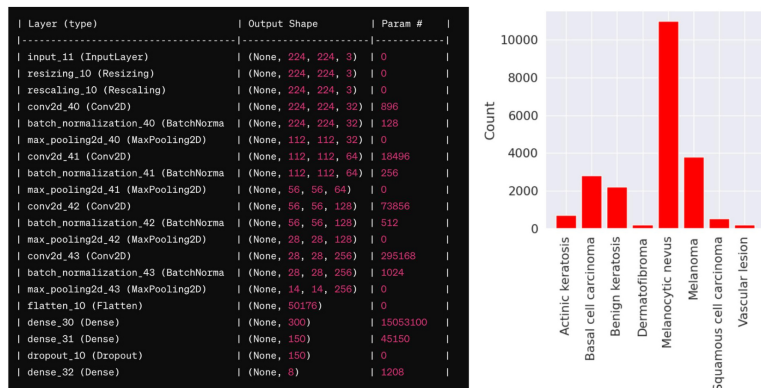 | Layer (type) | Output Shape | Param # |
|------------------------------------|---------------------|------------|
| input_11 (InputLayer) | (None, 224, 224, 3) | 0 |
| resizing_10 (Resizing) | (None, 224, 224, 3) | 0 |
| rescaling_10 (Rescaling) | (None, 224, 224, 3) | 0 |
| conv2d_40 (Conv2D) | (None, 224, 224, 32) | 896 |
| batch_normalization_40 (BatchNorma | (None, 224, 224, 32) | 128 |
| max_pooling2d_40 (MaxPooling2D) | (None, 112, 112, 32) | 0 |
| conv2d_41 (Conv2D) | (None, 112, 112, 64) | 18496 |
| batch_normalization_41 (BatchNorma | (None, 112, 112, 64) | 256 |
| max_pooling2d_41 (MaxPooling2D) | (None, 56, 56, 64) | 0 |
| conv2d_42 (Conv2D) | (None, 56, 56, 128) | 73856 |
| batch_normalization_42 (BatchNorma | (None, 56, 56, 128) | 512 |
| max_pooling2d_42 (MaxPooling2D) | (None, 28, 28, 128) | 0 |
| conv2d_43 (Conv2D) | (None, 28, 28, 256) | 295168 |
| batch_normalization_43 (BatchNorma | (None, 28, 28, 256) | 1024 |
| max_pooling2d_43 (MaxPooling2D) | (None, 14, 14, 256) | 0 |
| flatten_10 (Flatten) | (None, 50176) | 0 |
| dense_30 (Dense) | (None, 300) | 15053100 |
| dense_31 (Dense) | (None, 150) | 45150 |
| dropout_10 (Dropout) | (None, 150) | 0 |
| dense_32 (Dense) | (None, 8) | 1208 |
Count
10000
8000
6000
4000
2000
0
Actinic keratosis
Basal cell carcinoma
Benign keratosis
Dermatofibroma
Melanocytic nevus
Melanoma
Squamous cell carcinoma
Vascular lesion